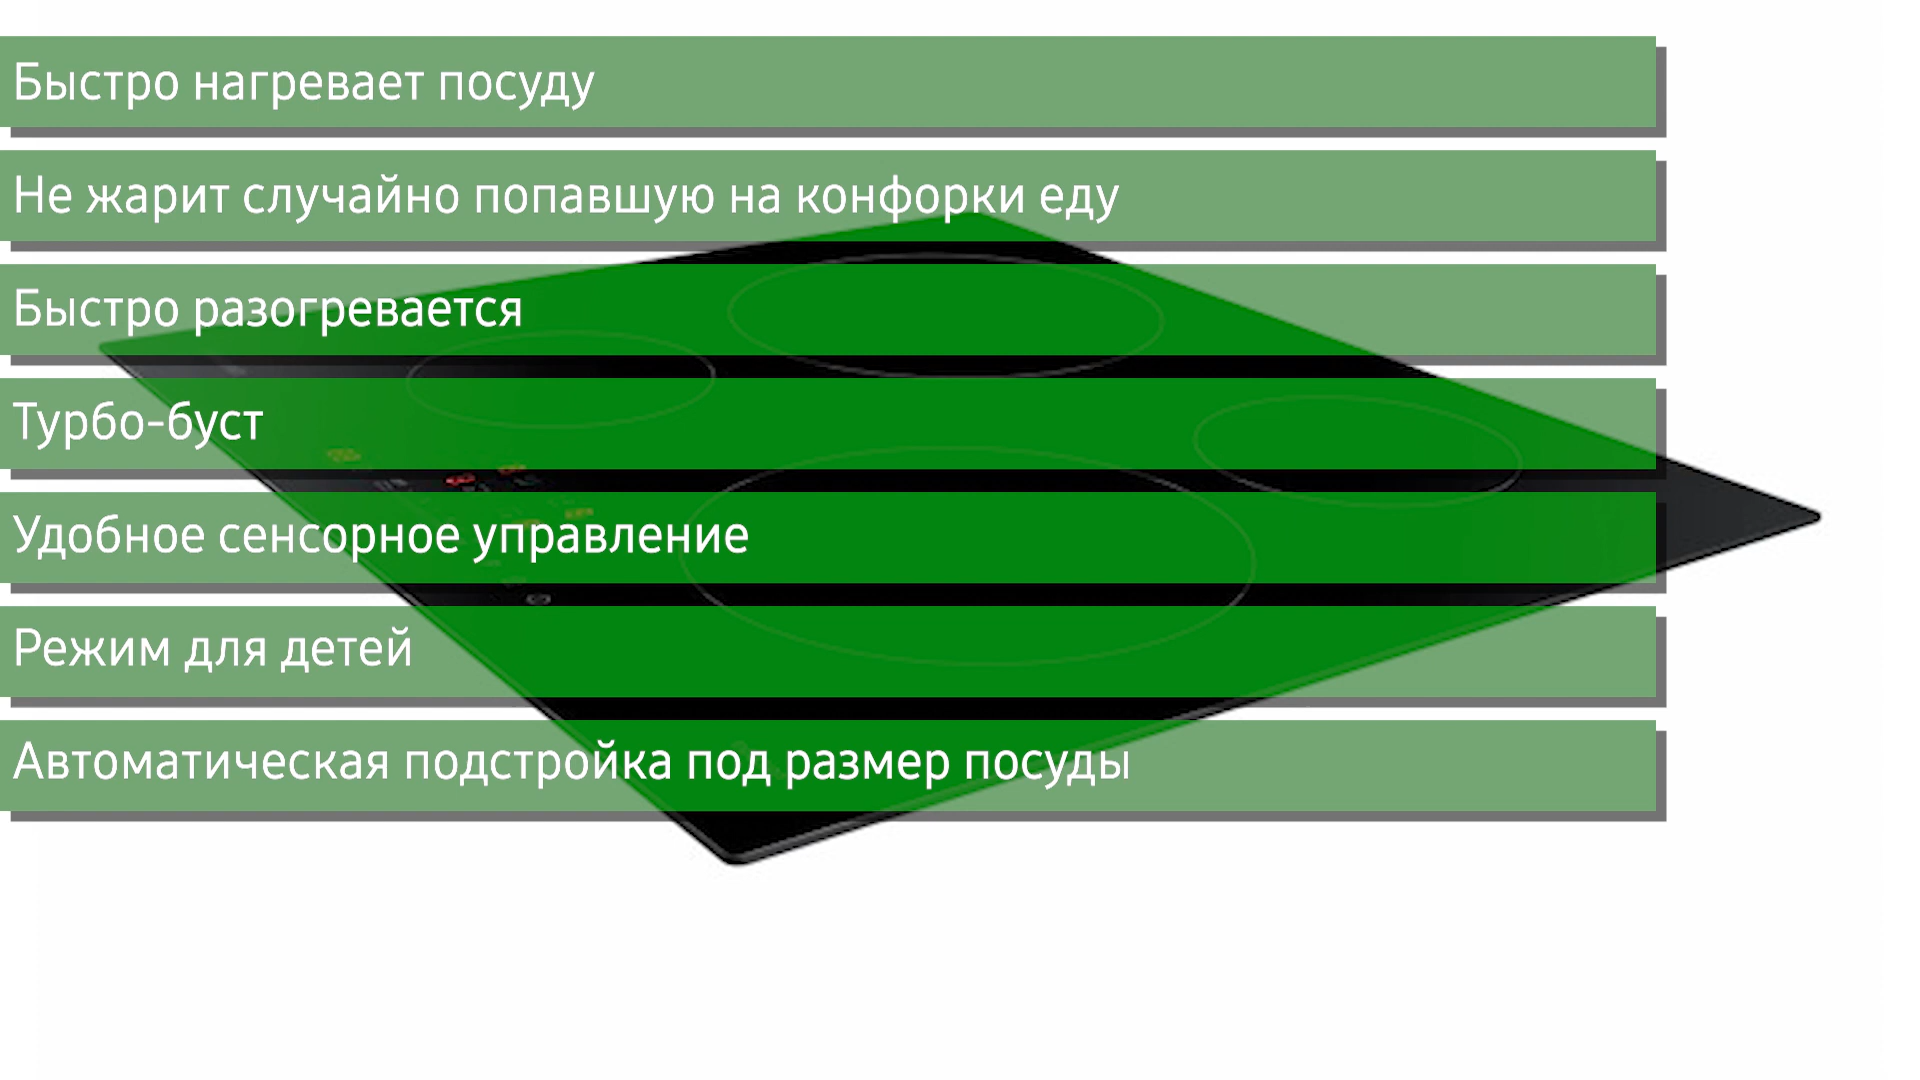 Быстро нагревает посуду
Не жарит случайно попавшую на конфорки еду
Быстро разогревается
Турбо-буст
Удобное сенсорное управление
Режим для детей
Автоматическая подстройка под размер посуды